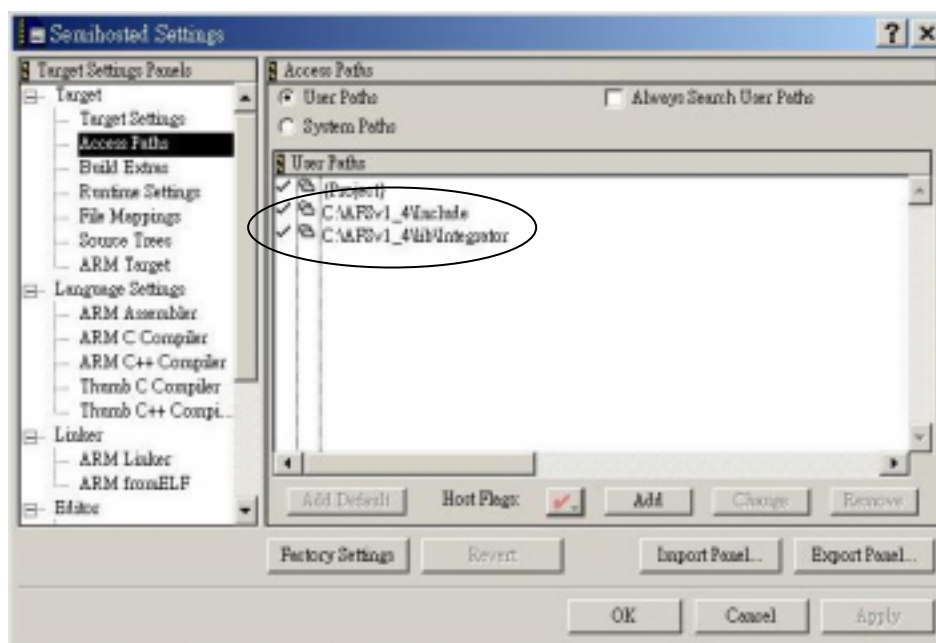 Semihosted Settings
Target Settings Panels
Target
Target Settings
Access Paths
Build Extras
Runtime Settings
File Mappings
Source Trees
ARM Target
Language Settings
ARM Assembler
ARM C Compiler
ARM C++ Compiler
Thumb C Compiler
Thumb C++ Compi...
Linker
ARM Linker
ARM fromELF
Editor
Access Paths
User Paths
Always Search User Paths
System Paths
User Paths
{Project}
C:\AFSv1_4\Include
C:\AFSv1_4\lib\Integrator
Add Default Host Flags: Add Change Remove
Factory Settings Revert Import Panel... Export Panel...
OK Cancel Apply